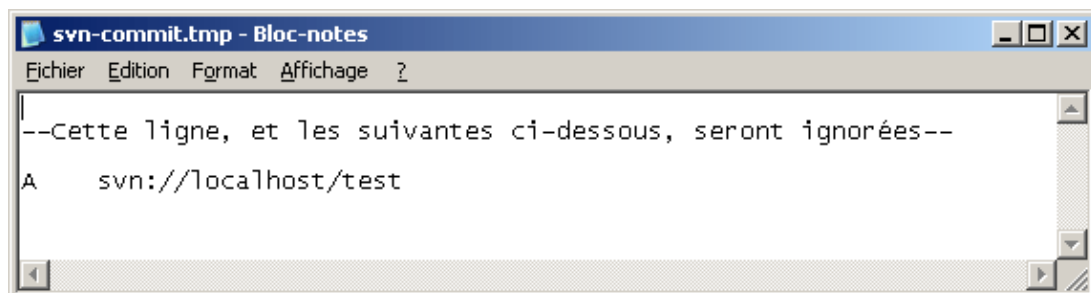 svn-commit.tmp - Bloc-notes
Fichier Edition Format Affichage ?
--Cette ligne, et les suivantes ci-dessous, seront ignorées--
A    svn://localhost/test